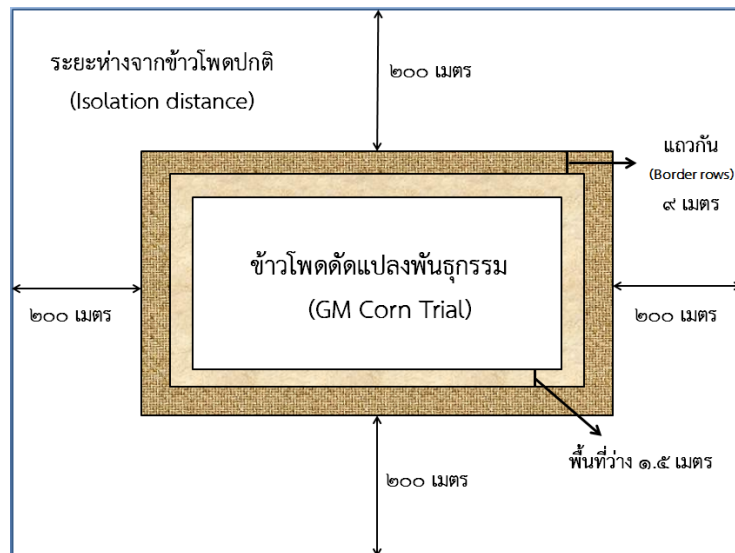 ระยะห่างจากข้าวโพดปกติ
(Isolation distance)
๒๐๐ เมตร
แถวกัน
(Border rows)
๙ เมตร
ข้าวโพดดัดแปลงพันธุกรรม
(GM Corn Trial)
๒๐๐ เมตร
๒๐๐ เมตร
พื้นที่ว่าง ๑.๕ เมตร
๒๐๐ เมตร